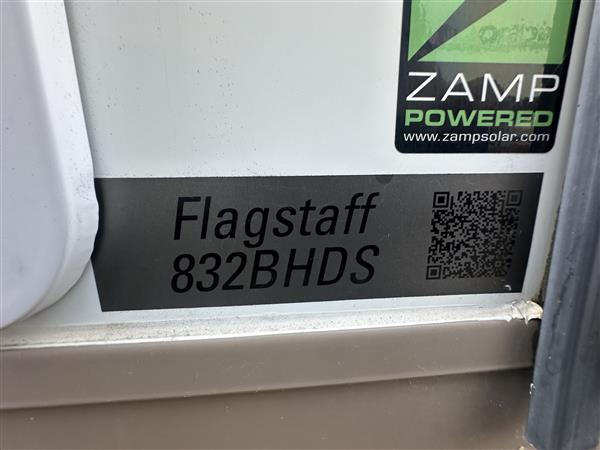 ZAMP
POWERED
www.zampsolar.com
Flagstaff
832BHDS